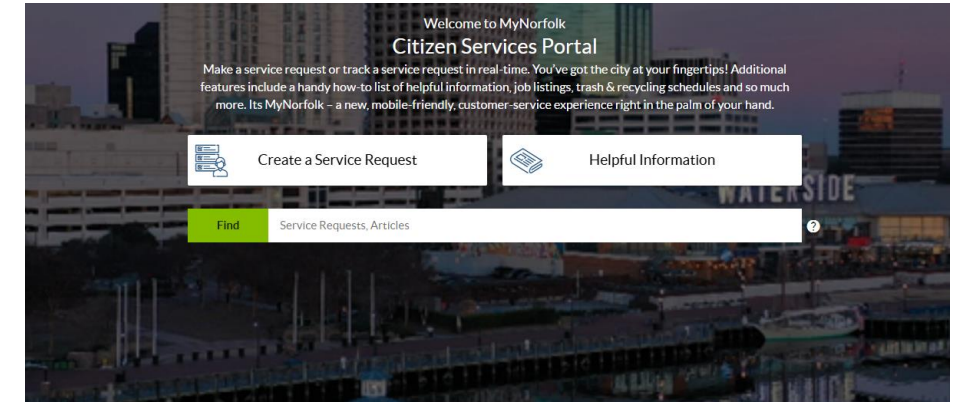 Welcome to MyNorfolk
Citizen Services Portal
Make a service request or track a service request in real-time. You've got the city at your fingertips! Additional
features include a handy how-to list of helpful information, job listings, trash & recycling schedules and so much
more. Its MyNorfolk – a new, mobile-friendly, customer-service experience right in the palm of your hand.
Create a Service Request
Helpful Information
WATERSIDE
Find
Service Requests, Articles
?